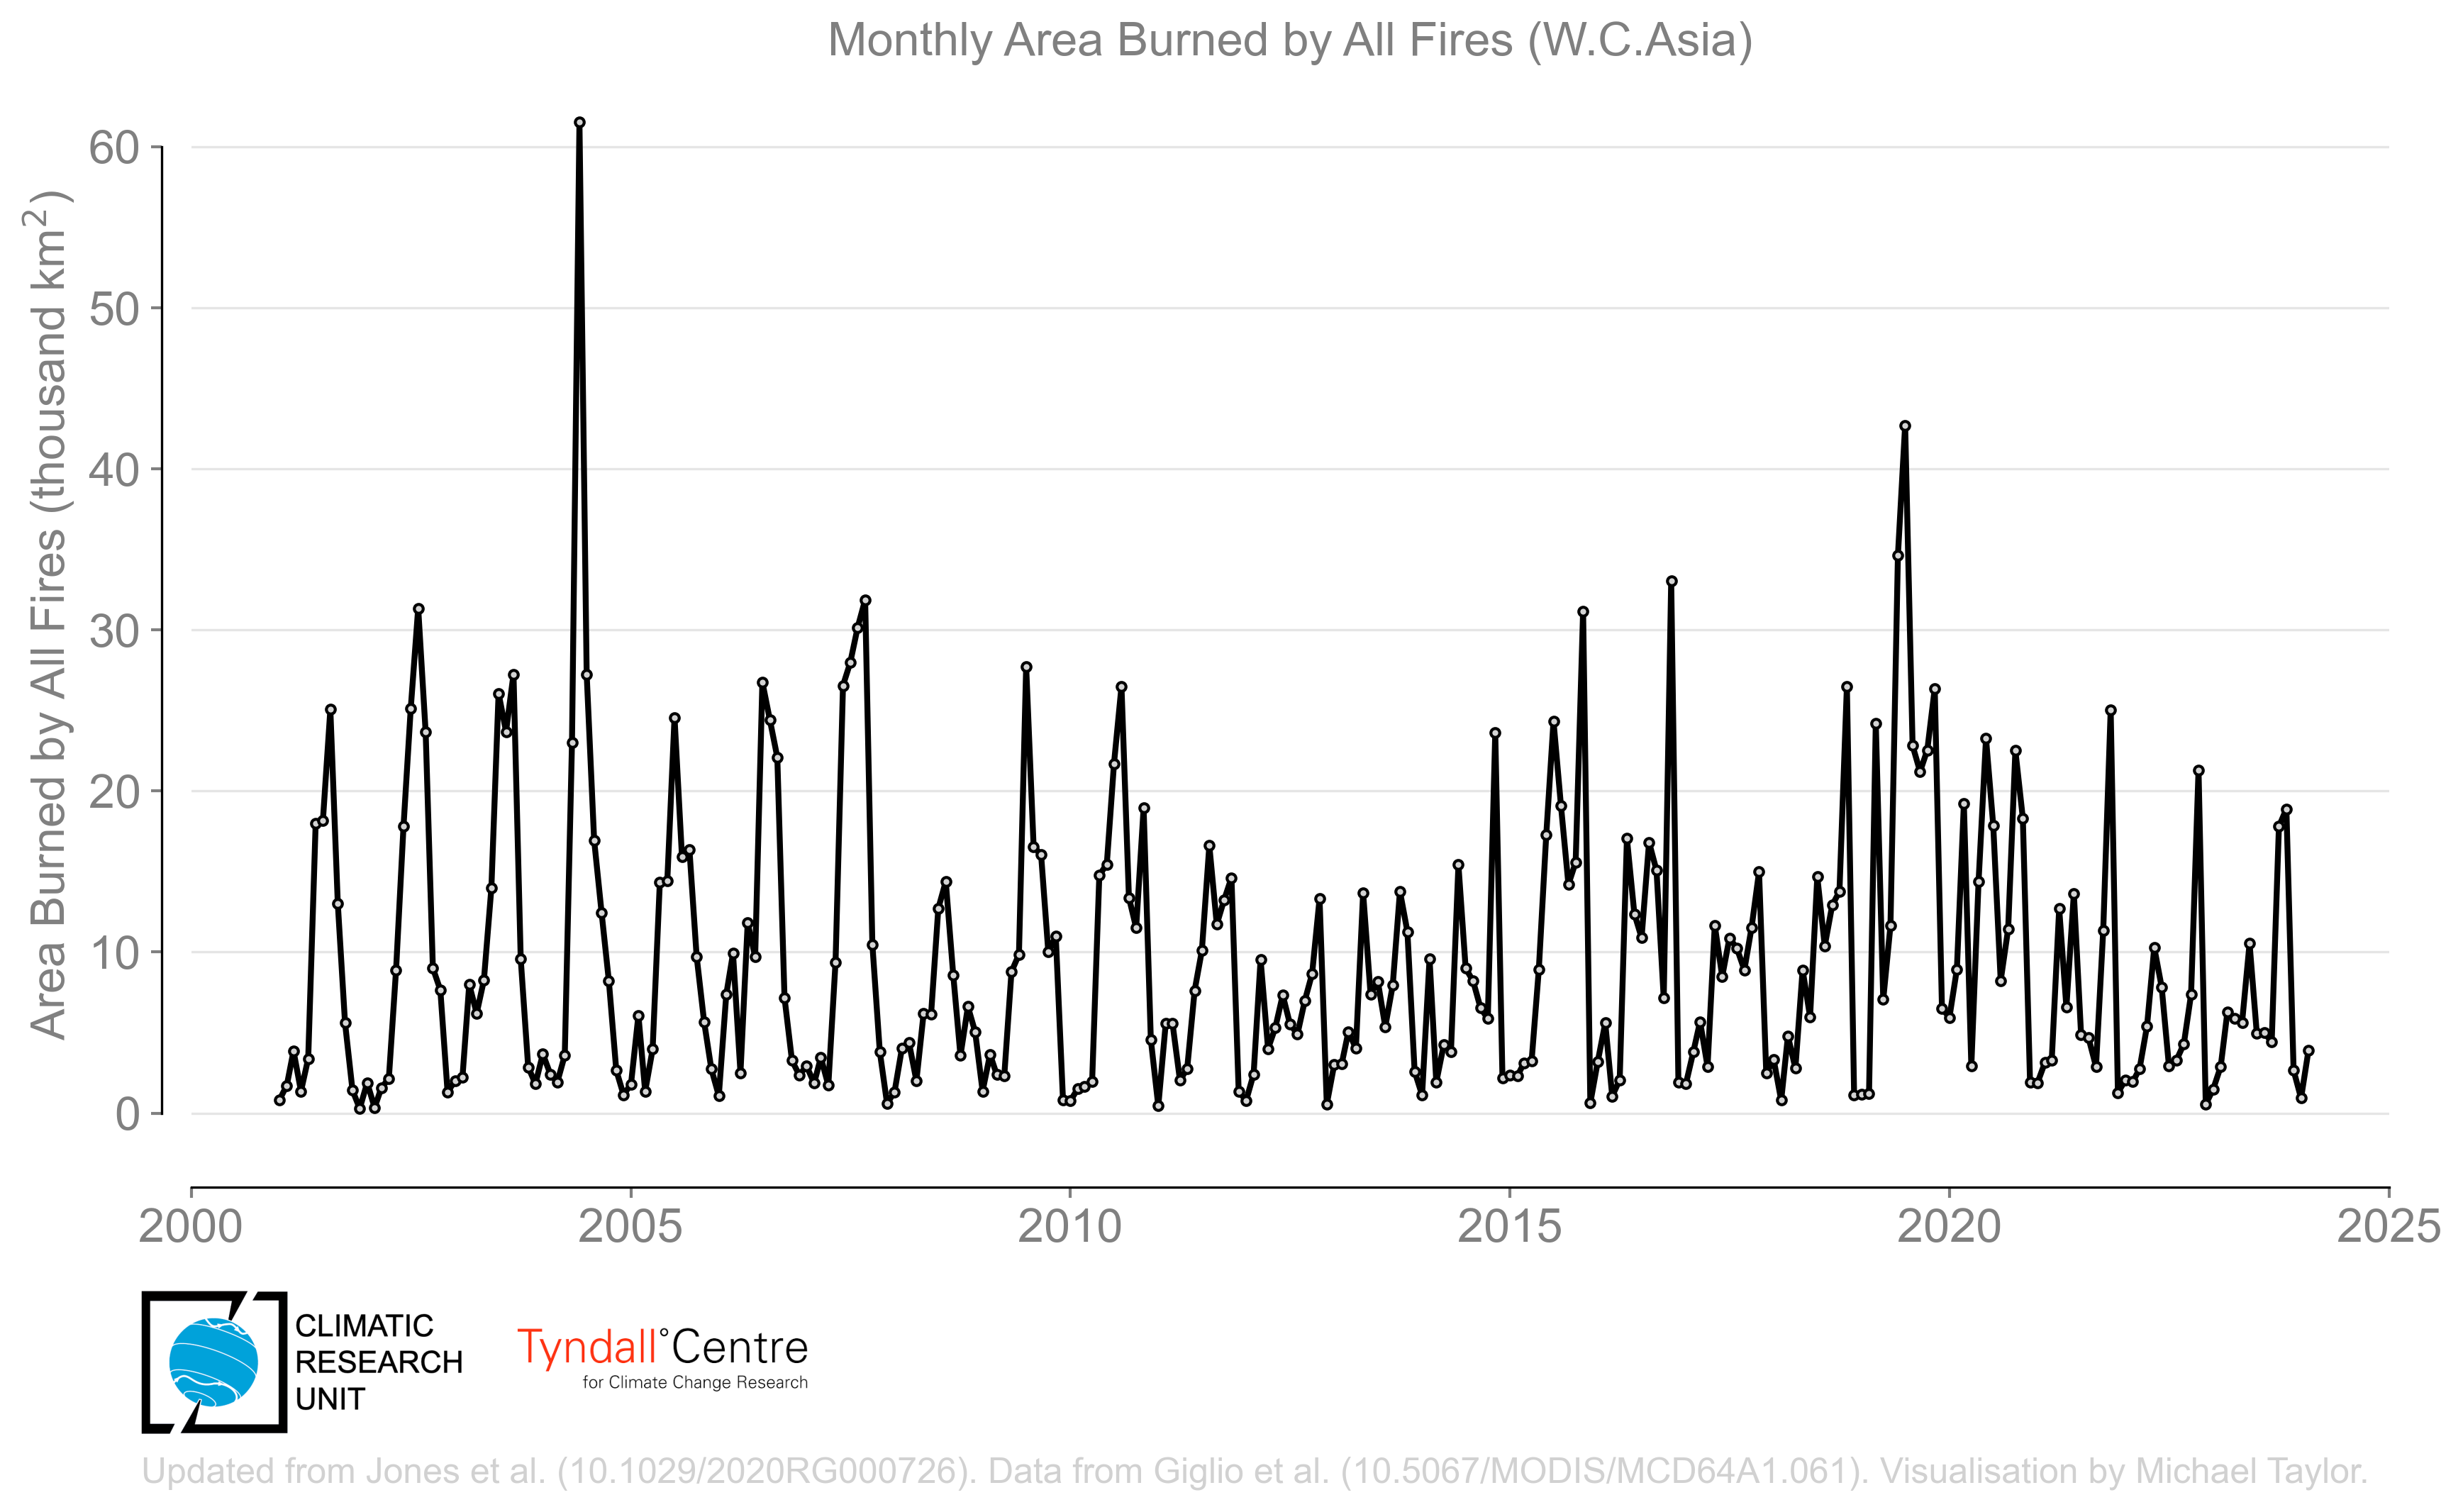 Monthly Area Burned by All Fires (W.C.Asia)
Area Burned by All Fires (thousand km²)
60
50
40
30
20
10
0
2000 2005 2010 2015 2020 2025
CLIMATIC
RESEARCH
UNIT
Tyndall°Centre
for Climate Change Research
Updated from Jones et al. (10.1029/2020RG000726). Data from Giglio et al. (10.5067/MODIS/MCD64A1.061). Visualisation by Michael Taylor.